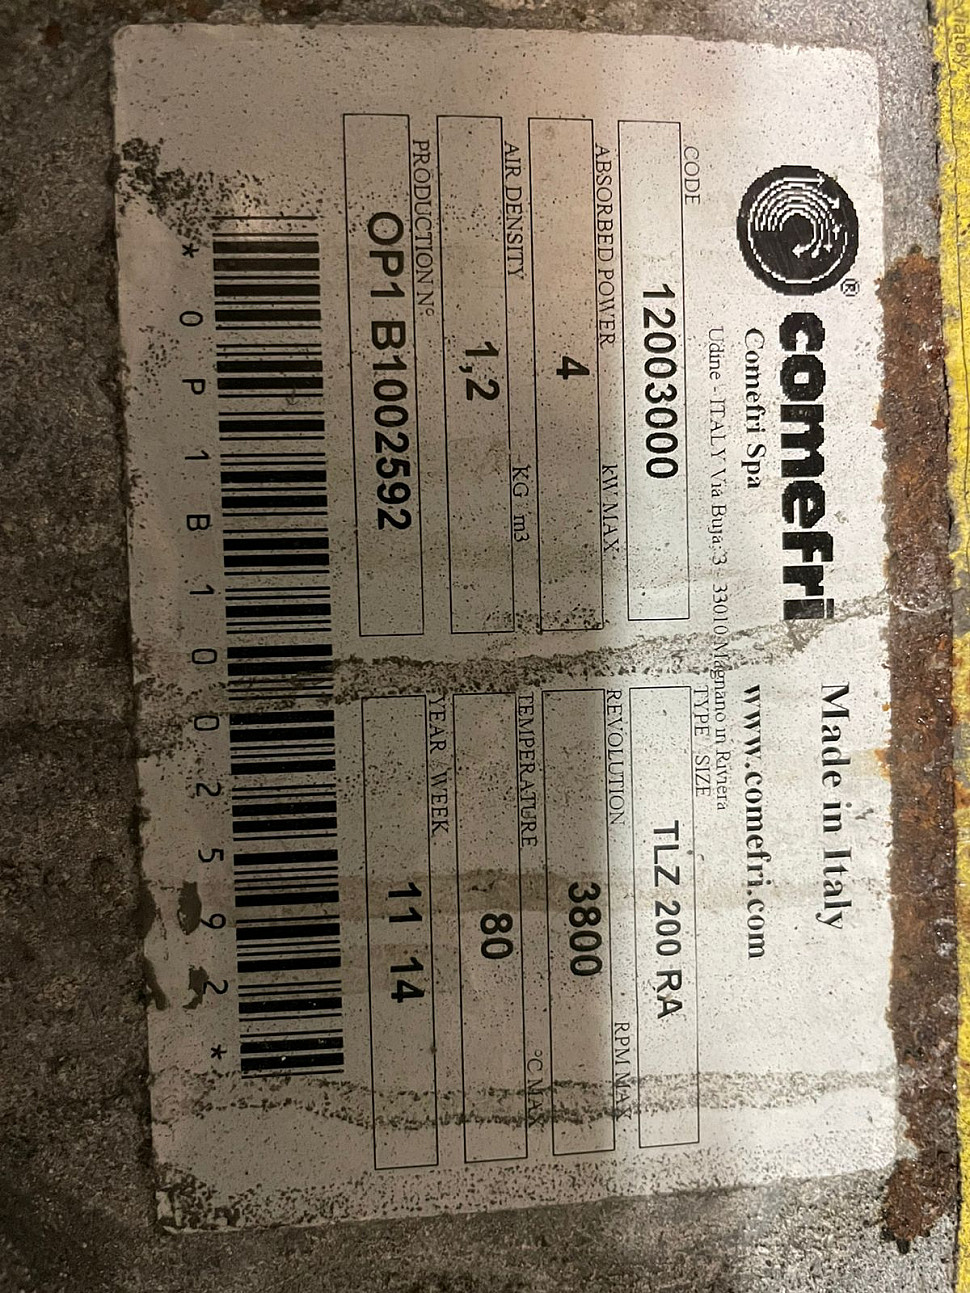 Made in Italy
comefri®
Comefri Spa www.comefri.com
Udine - ITALY Via Buja, 3 - 33010 Magnano in Riviera
CODE TYPE / SIZE
12003000 TLZ 200 RA
ABSORBED POWER kW MAX REVOLUTION RPM MAX
4 3800
AIR DENSITY KG m3 TEMPERATURE °C MAX
1,2 80
PRODUCTION N° YEAR / WEEK
OP1 B1002592 11 14
* 0 P 1 B 1 0 0 2 5 9 2 *